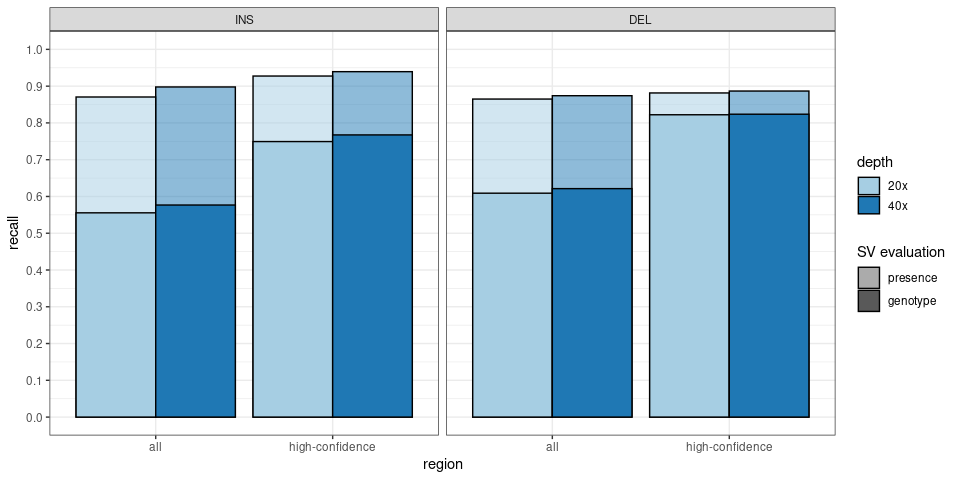 INS
DEL
recall
1.0
0.9
0.8
0.7
0.6
0.5
0.4
0.3
0.2
0.1
0.0
all
high-confidence
all
high-confidence
region
depth
20x
40x
SV evaluation
presence
genotype